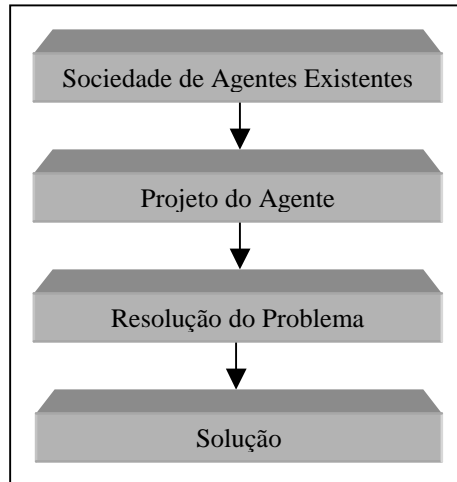 Sociedade de Agentes Existentes
Projeto do Agente
Resolução do Problema
Solução